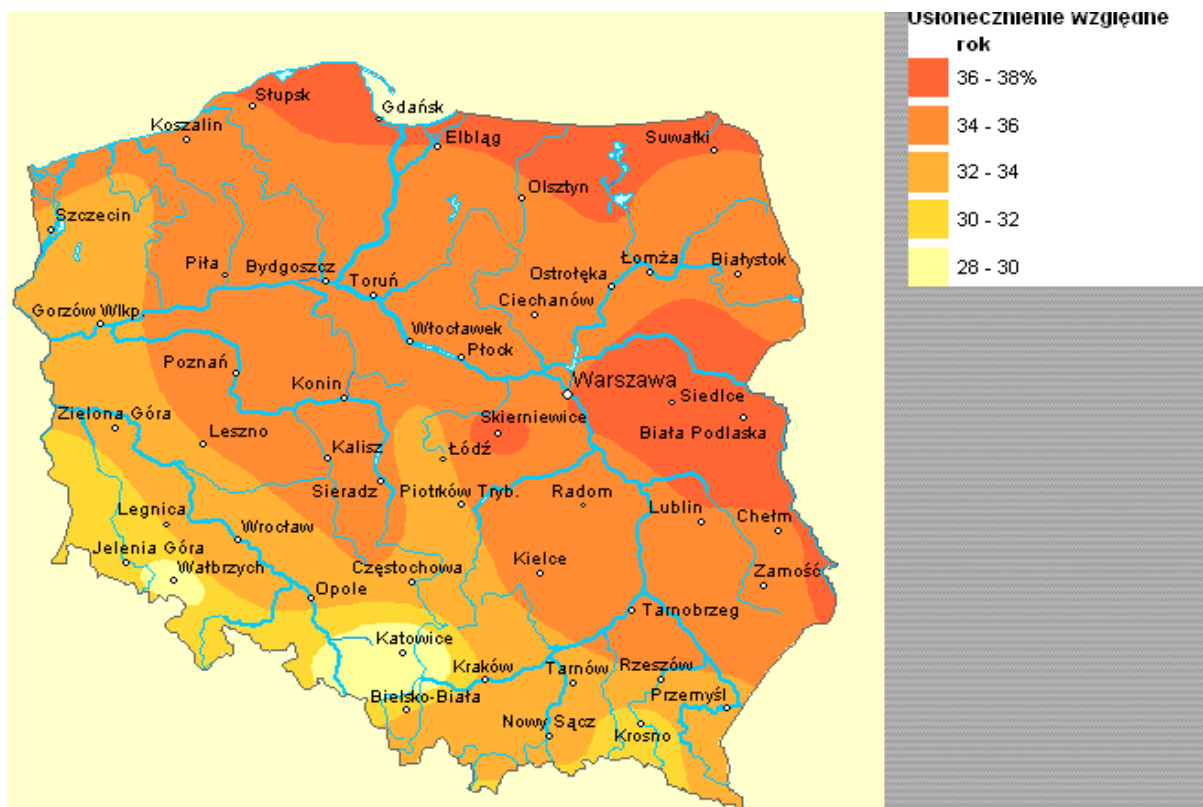 Usłonecznienie względne
rok
36 - 38%
34 - 36
32 - 34
30 - 32
28 - 30
Słupsk
Gdańsk
Koszalin
Elbląg
Suwałki
Olsztyn
Szczecin
Piła
Bydgoszcz
Toruń
Ostrołęka
Łomża
Białystok
Ciechanów
Gorzów Wlkp.
Włocławek
Płock
Poznań
Konin
Warszawa
Siedlce
Skierniewice
Biała Podlaska
Zielona Góra
Leszno
Kalisz
Łódź
Sieradz
Piotrków Tryb.
Radom
Lublin
Chełm
Legnica
Wrocław
Jelenia Góra
Wałbrzych
Częstochowa
Kielce
Zamość
Opole
Tarnobrzeg
Katowice
Kraków
Tarnów
Rzeszów
Bielsko-Biała
Przemyśl
Nowy Sącz
Krosno